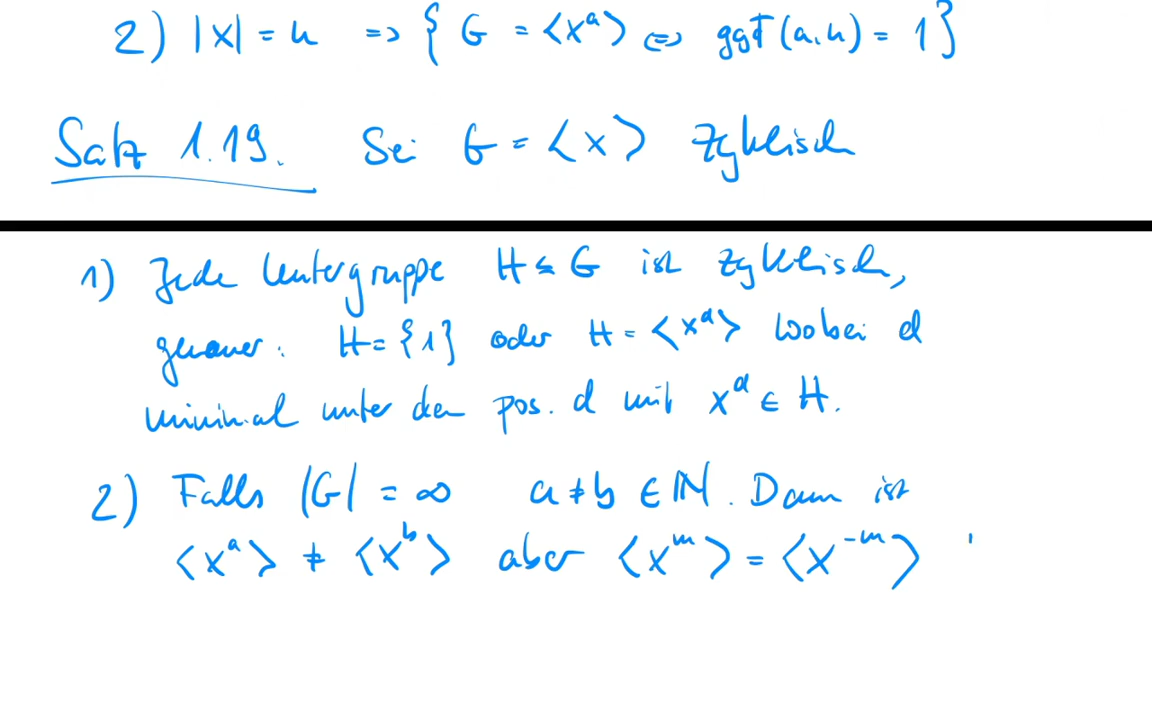 2) |x| = n => { G = <x^a> <=> ggT(a,n) = 1 }
Satz 1.19. Sei G = <x> zyklisch
1) Jede Untergruppe H ≤ G ist zyklisch,
genauer: H = {1} oder H = <x^d> wobei d
minimal unter den pos. d mit x^d ∈ H.
2) Falls |G| = ∞ a ≠ b ∈ ℕ. Dann ist
<x^a> ≠ <x^b> aber <x^m> = <x^-m>